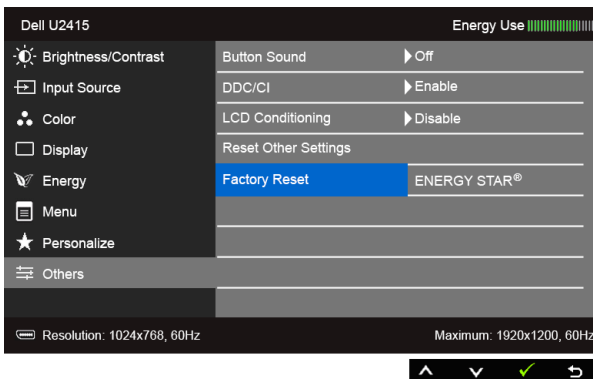 Dell U2415
Energy Use
Brightness/Contrast
Button Sound
Off
Input Source
DDC/CI
Enable
Color
LCD Conditioning
Disable
Display
Reset Other Settings
Energy
Factory Reset
ENERGY STAR®
Menu
Personalize
Others
Resolution: 1024x768, 60Hz
Maximum: 1920x1200, 60Hz